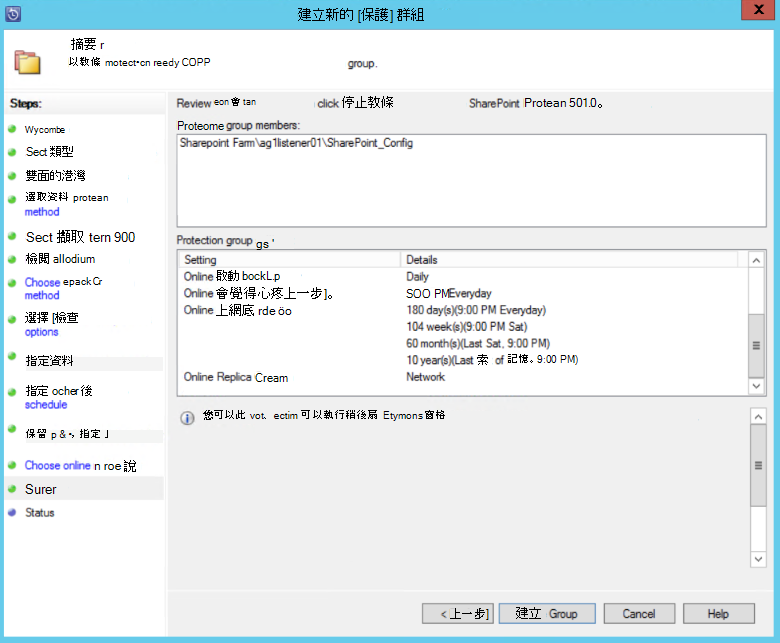 建立新的 [保護] 群組
X
摘要 r
以教條 motect•cn reedy COPP group.
Steps:
Wycombe
Sect 類型
雙面的港灣
選取資料 protean
method
Sect 擷取 tern 900
檢閱 allodium
Choose epack Cr
method
選擇 [檢查
options
指定資料
指定 ocher 後
schedule
保留 p & 指定
Choose online n roe 說
Surer
Status
Review eon 會 tan click 停止教條 SharePoint Protean 501.0。
Proteome group members:
Sharepoint Farm\ag1listener01\SharePoint_Config
Protection group gs '
Setting Details
Online 啟動 bockL.p Daily
Online 會覺得心疼上一步]。 SOO PMEveryday
Online 上網底 rde öo 180 day(s)(9:00 PM Everyday)
104 week(s)(9:00 PM Sat)
60 month(s)(Last Sat, 9:00 PM)
10 year(s)(Last 索 of 記憶。9:00 PM)
Online Replica Cream Network
您可以此 vot. ectim 可以執行稍後扇 Etymons 窗格
< 上一步]
建立 Group
Cancel
Help